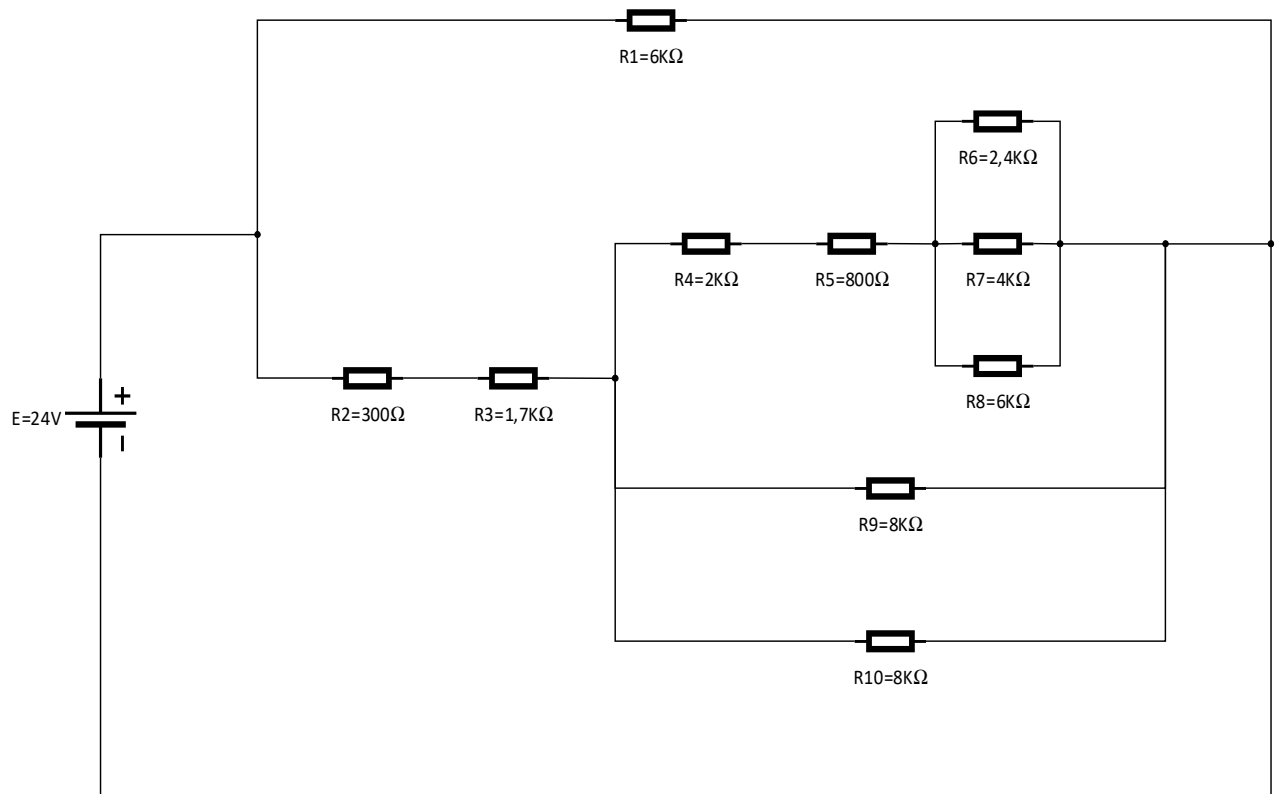 R1=6KΩ
R6=2,4KΩ
R4=2KΩ
R5=800Ω
R7=4KΩ
+
E=24V
R2=300Ω
R3=1,7KΩ
R8=6KΩ
R9=8KΩ
R10=8KΩ